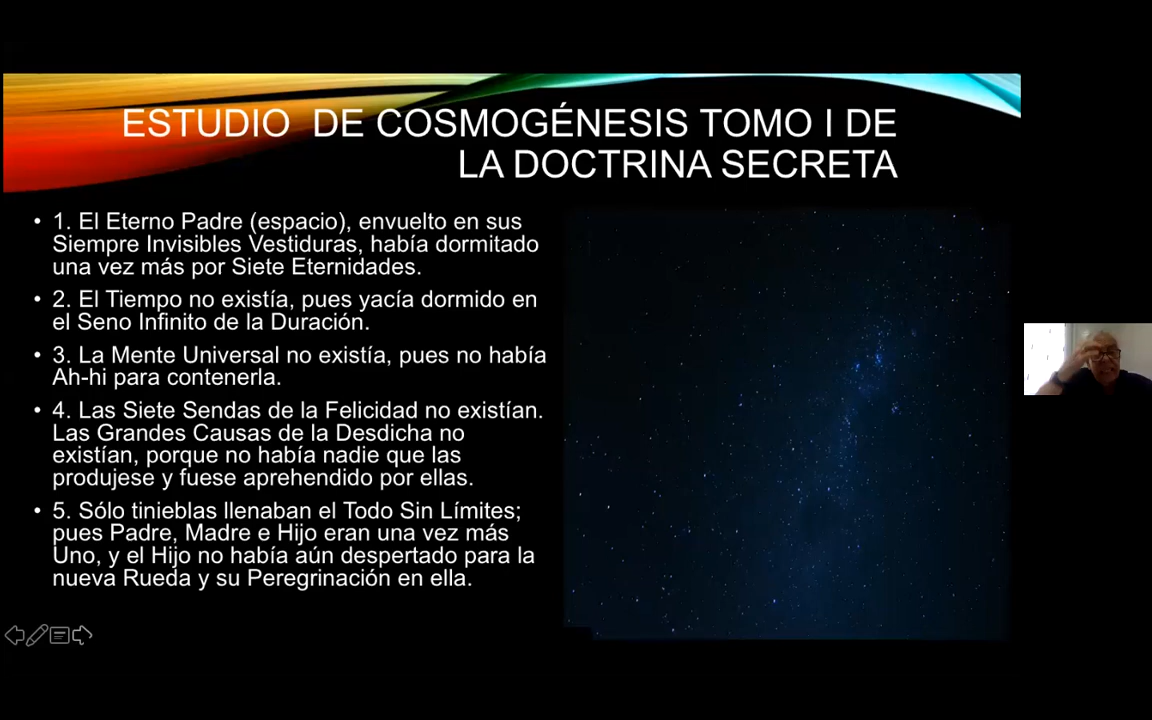 ESTUDIO DE COSMOGÉNESIS TOMO I DE
LA DOCTRINA SECRETA
• 1. El Eterno Padre (espacio), envuelto en sus
Siempre Invisibles Vestiduras, había dormitado
una vez más por Siete Eternidades.
• 2. El Tiempo no existía, pues yacía dormido en
el Seno Infinito de la Duración.
• 3. La Mente Universal no existía, pues no había
Ah-hi para contenerla.
• 4. Las Siete Sendas de la Felicidad no existían.
Las Grandes Causas de la Desdicha no
existían, porque no había nadie que las
produjese y fuese aprehendido por ellas.
• 5. Sólo tinieblas llenaban el Todo Sin Límites;
pues Padre, Madre e Hijo eran una vez más
Uno, y el Hijo no había aún despertado para la
nueva Rueda y su Peregrinación en ella.